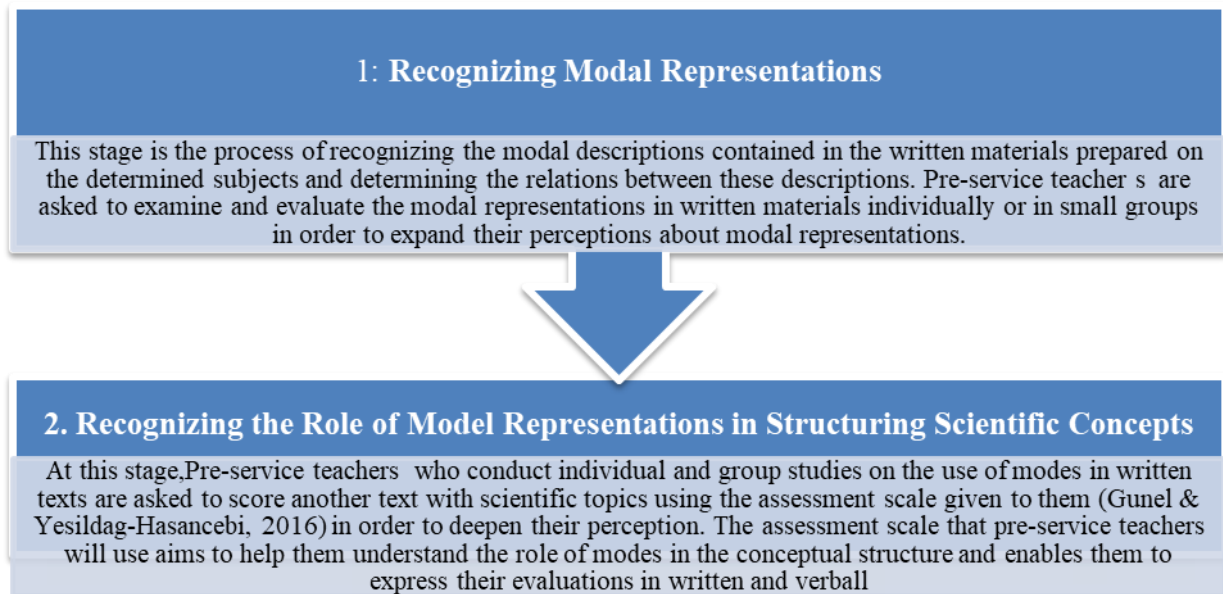 1: Recognizing Modal Representations
This stage is the process of recognizing the modal descriptions contained in the written materials prepared on
the determined subjects and determining the relations between these descriptions. Pre-service teacher s are
asked to examine and evaluate the modal representations in written materials individually or in small groups
in order to expand their perceptions about modal representations.
2. Recognizing the Role of Model Representations in Structuring Scientific Concepts
At this stage,Pre-service teachers who conduct individual and group studies on the use of modes in written
texts are asked to score another text with scientific topics using the assessment scale given to them (Gunel &
Yesildag-Hasancebi, 2016) in order to deepen their perception. The assessment scale that pre-service teachers
will use aims to help them understand the role of modes in the conceptual structure and enables them to
express their evaluations in written and verball